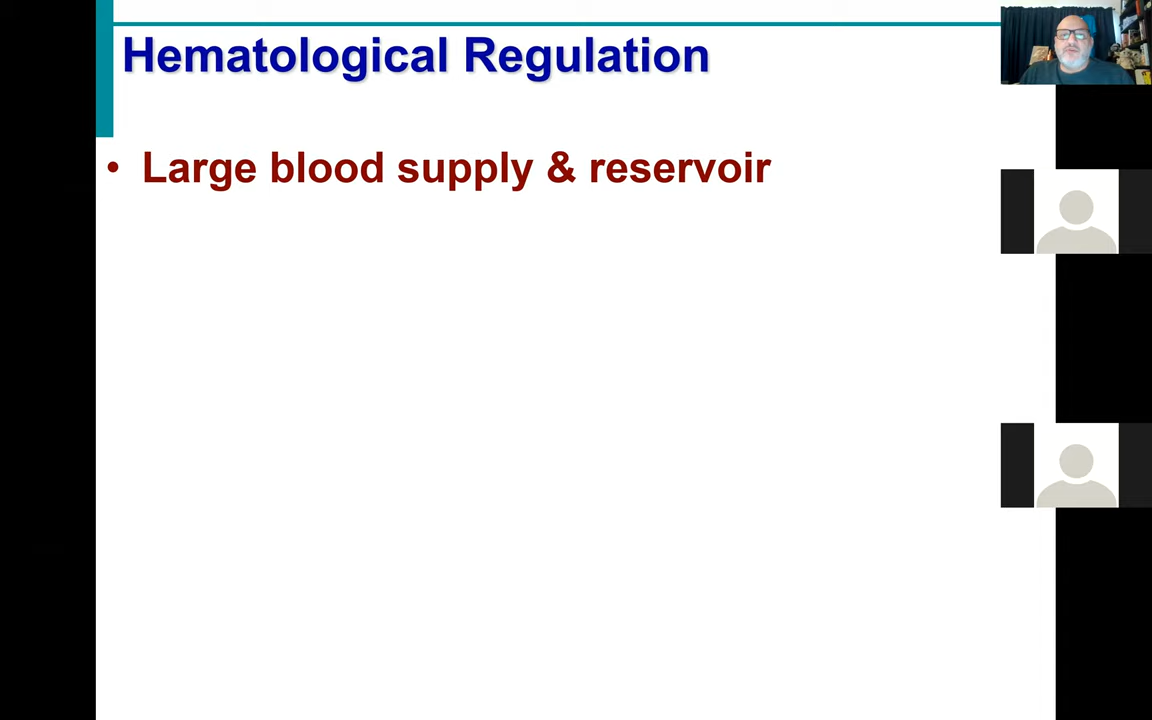 Hematological Regulation
• Large blood supply & reservoir